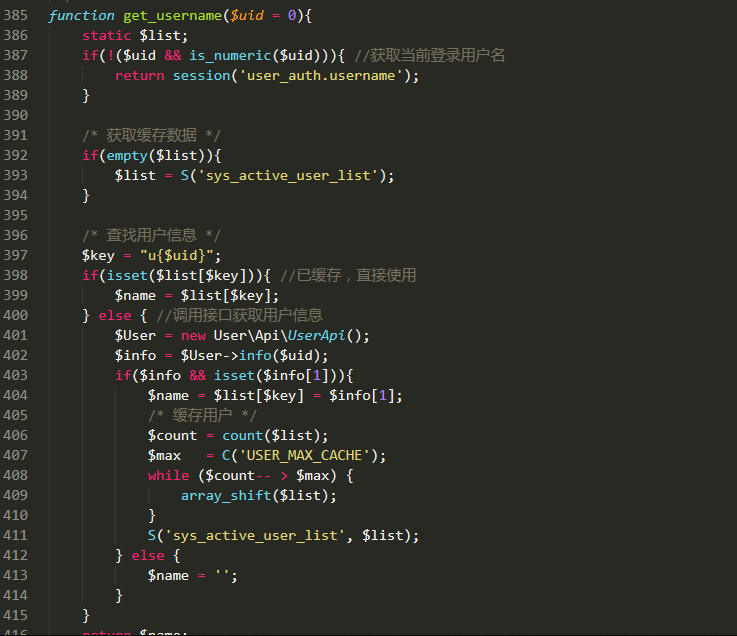 385 function get_username($uid = 0){
386     static $list;
387     if(!($uid && is_numeric($uid))){ //获取当前登录用户名
388         return session('user_auth.username');
389     }
390
391     /* 获取缓存数据 */
392     if(empty($list)){
393         $list = S('sys_active_user_list');
394     }
395
396     /* 查找用户信息 */
397     $key = "u{$uid}";
398     if(isset($list[$key])){ //已缓存，直接使用
399         $name = $list[$key];
400     } else { //调用接口获取用户信息
401         $User = new User\Api\UserApi();
402         $info = $User->info($uid);
403         if($info && isset($info[1])){
404             $name = $list[$key] = $info[1];
405             /* 缓存用户 */
406             $count = count($list);
407             $max   = C('USER_MAX_CACHE');
408             while ($count-- > $max) {
409                 array_shift($list);
410             }
411             S('sys_active_user_list', $list);
412         } else {
413             $name = '';
414         }
415     }
416     return $name;